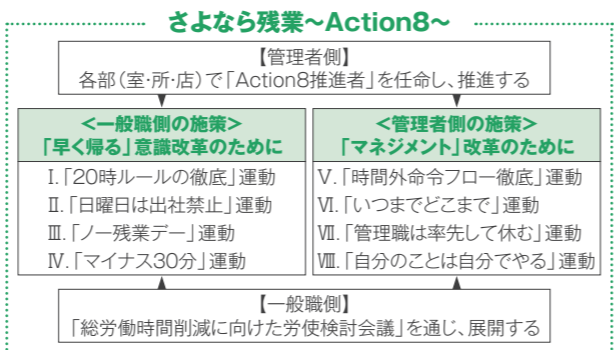 さよなら残業～Action8～
【管理者側】
各部（室・所・店）で「Action8推進者」を任命し、推進する
＜一般職側の施策＞
「早く帰る」意識改革のために
Ⅰ.「20時ルールの徹底」運動
Ⅱ.「日曜日は出社禁止」運動
Ⅲ.「ノー残業デー」運動
Ⅳ.「マイナス30分」運動
＜管理者側の施策＞
「マネジメント」改革のために
Ⅴ.「時間外命令フロー徹底」運動
Ⅵ.「いつまでどこまで」運動
Ⅶ.「管理職は率先して休む」運動
Ⅷ.「自分のことは自分でやる」運動
【一般職側】
「総労働時間削減に向けた労使検討会議」を通じ、展開する